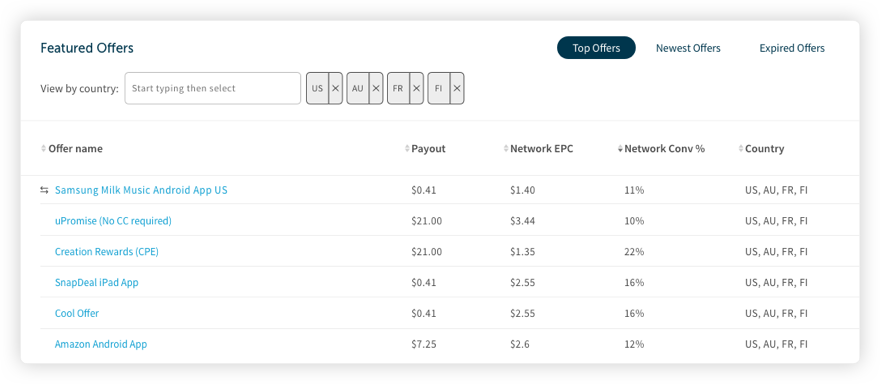 Featured Offers Top Offers Newest Offers Expired Offers
View by country: Start typing then select US AU FR FI
Offer name Payout Network EPC Network Conv % Country
Samsung Milk Music Android App US $0.41 $1.40 11% US, AU, FR, FI
uPromise (No CC required) $21.00 $3.44 10% US, AU, FR, FI
Creation Rewards (CPE) $21.00 $1.35 22% US, AU, FR, FI
SnapDeal iPad App $0.41 $2.55 16% US, AU, FR, FI
Cool Offer $0.41 $2.55 16% US, AU, FR, FI
Amazon Android App $7.25 $2.6 12% US, AU, FR, FI